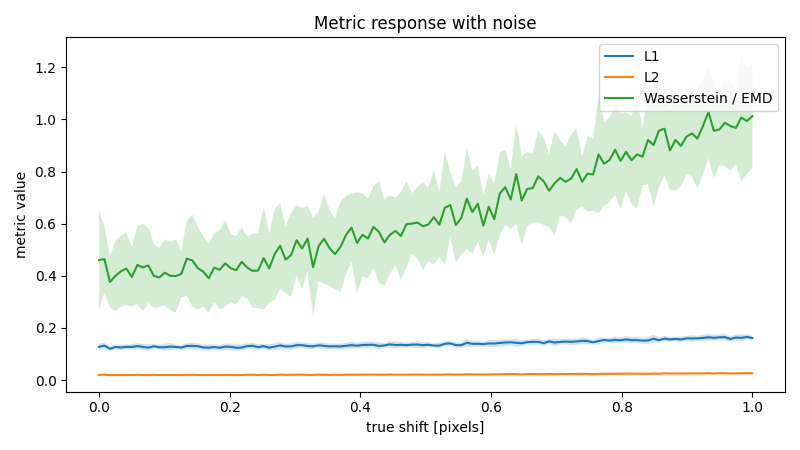 Metric response with noise
L1
L2
Wasserstein / EMD
metric value
1.2
1.0
0.8
0.6
0.4
0.2
0.0
0.0 0.2 0.4 0.6 0.8 1.0
true shift [pixels]